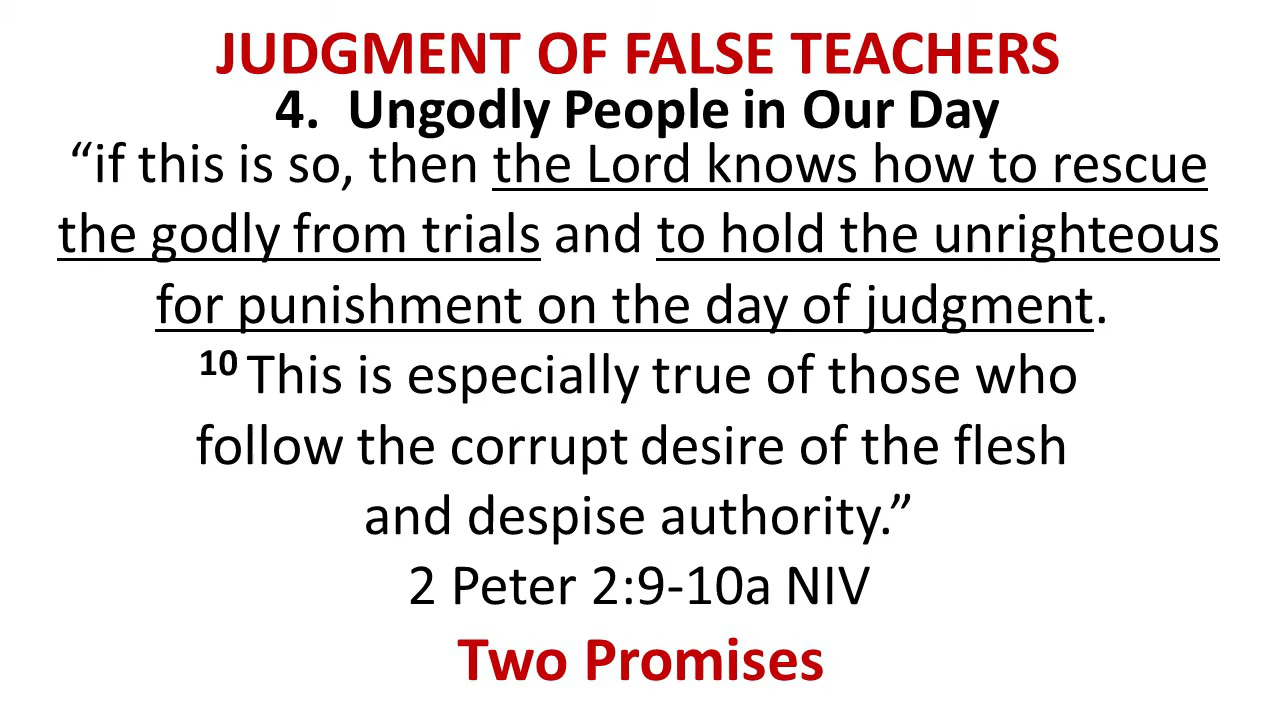 JUDGMENT OF FALSE TEACHERS
4.  Ungodly People in Our Day
“if this is so, then the Lord knows how to rescue
the godly from trials and to hold the unrighteous
for punishment on the day of judgment.
10 This is especially true of those who
follow the corrupt desire of the flesh
and despise authority.”
2 Peter 2:9-10a NIV
Two Promises